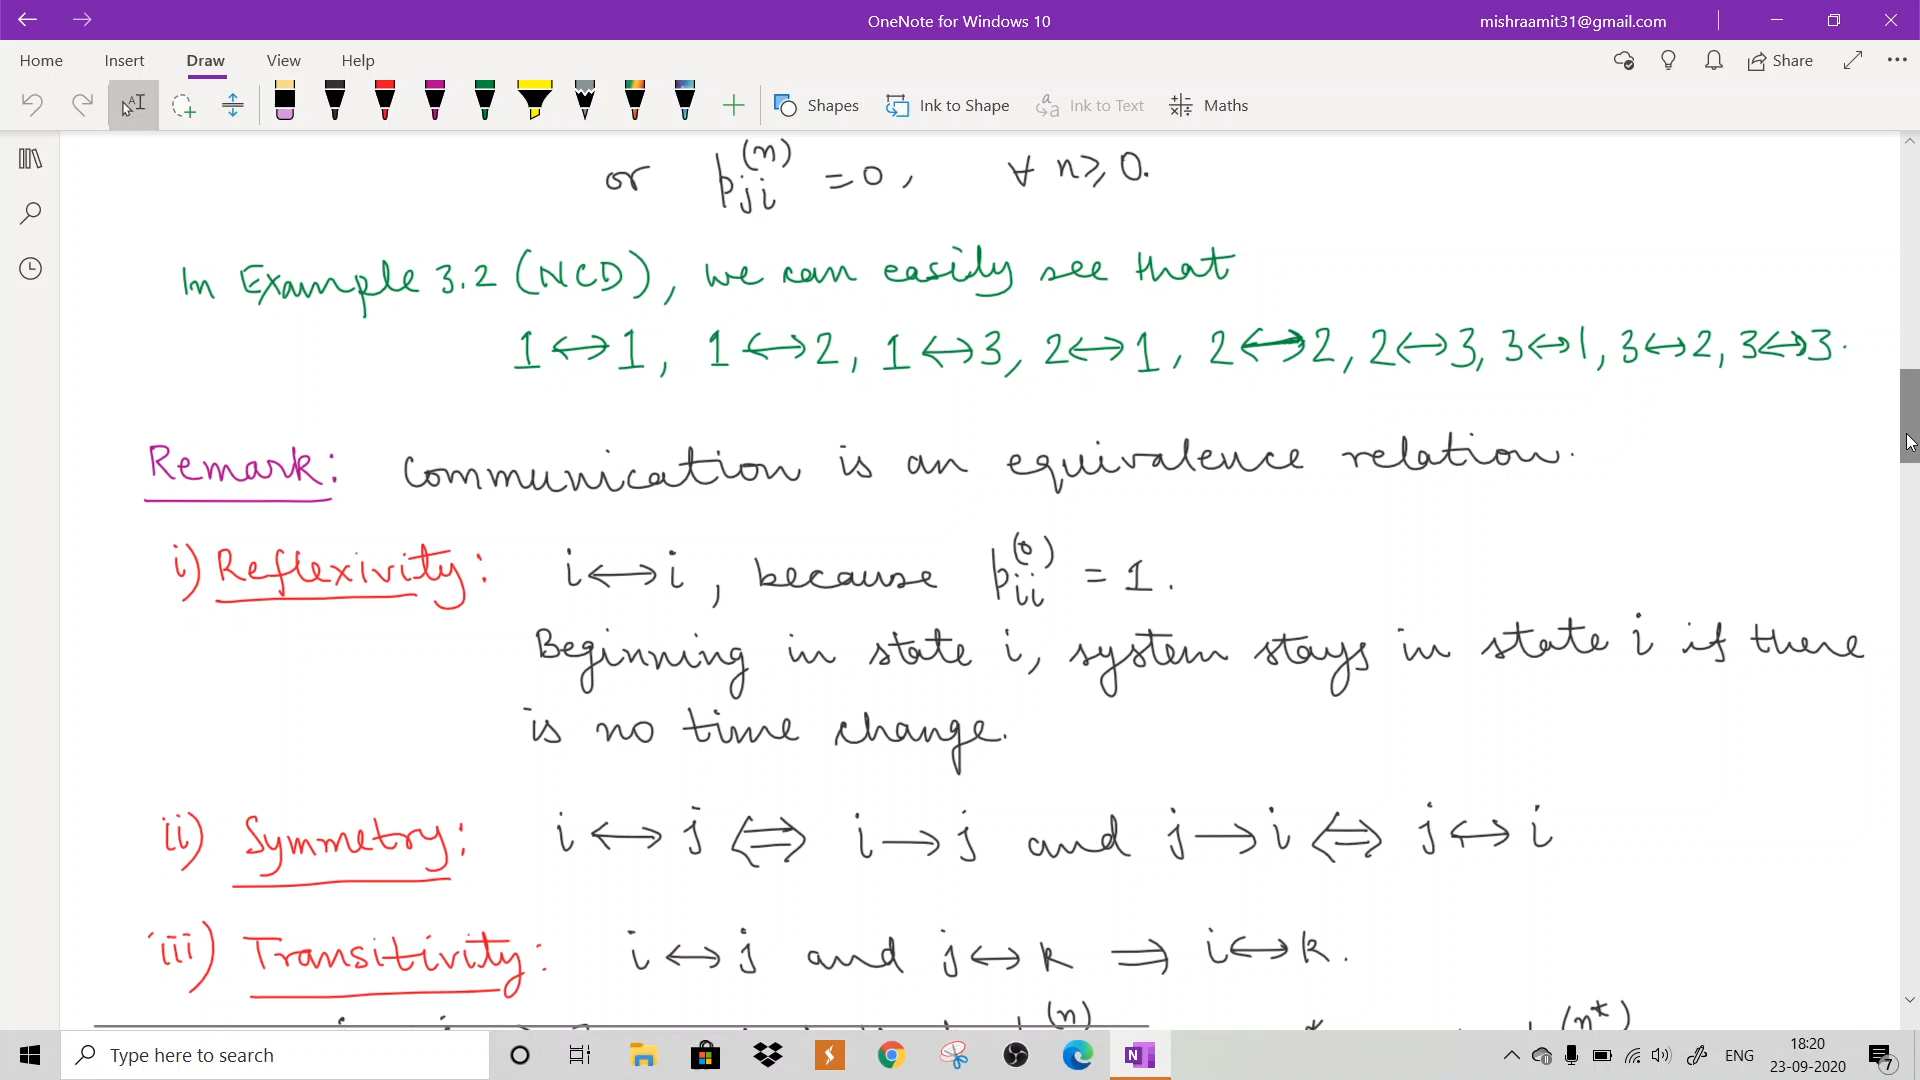 OneNote for Windows 10
mishraamit31@gmail.com
Home Insert Draw View Help
Share
Shapes Ink to Shape Ink to Text Maths
or p_{ji}^{(n)} = 0, ∀ n ≥ 0.
In Example 3.2 (NCD), we can easily see that
1↔1, 1↔2, 1↔3, 2↔1, 2↔2, 2↔3, 3↔1, 3↔2, 3↔3.
Remark: Communication is an equivalence relation.
i) Reflexivity: i↔i, because p_{ii}^{(0)} = 1.
Beginning in state i, system stays in state i if there
is no time change.
ii) Symmetry: i ↔ j ⇔ i → j and j → i ⇔ j ↔ i
iii) Transitivity: i ↔ j and j ↔ k ⇒ i ↔ k.
(n) (n*)
Type here to search
ENG
18:20
23-09-2020
7